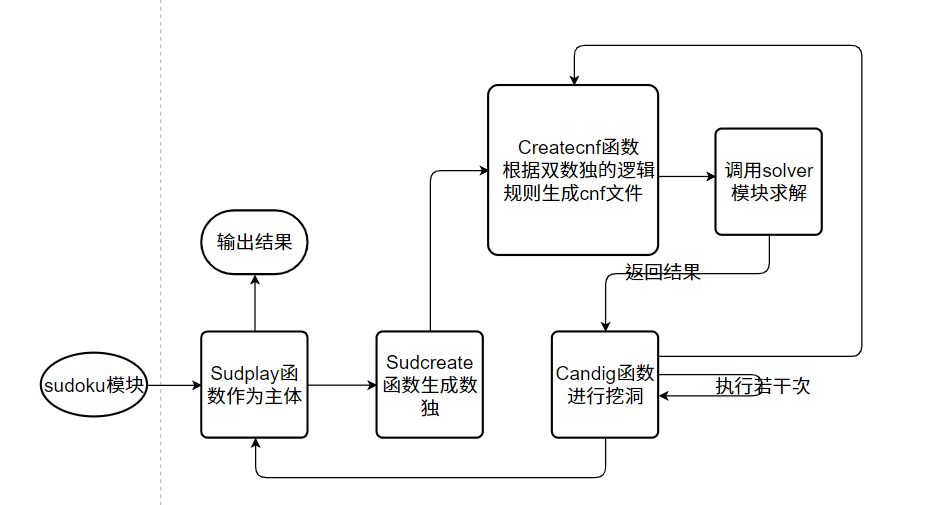 Createcnf函数
根据双数独的逻辑
规则生成cnf文件
调用solver
模块求解
输出结果
返回结果
sudoku模块
Sudplay函
数作为主体
Sudcreate
函数生成数
独
Candig函数
进行挖洞
执行若干次